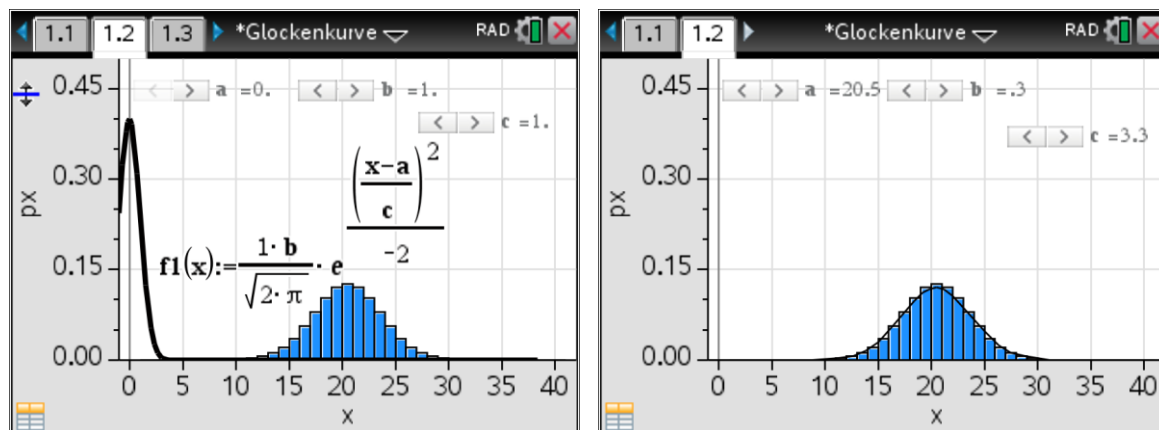 1.1 1.2 1.3 *Glockenkurve RAD
0.45
a =0. b =1.
c =1.
0.30
px
f1(x):= 1·b / √(2·π) · e ((x-a)/c)^2 / -2
0.15
0.00
0 5 10 15 20 25 30 35 40
x
1.1 1.2 *Glockenkurve RAD
0.45
a =20.5 b =.3
c =3.3
0.30
px
0.15
0.00
0 5 10 15 20 25 30 35 40
x